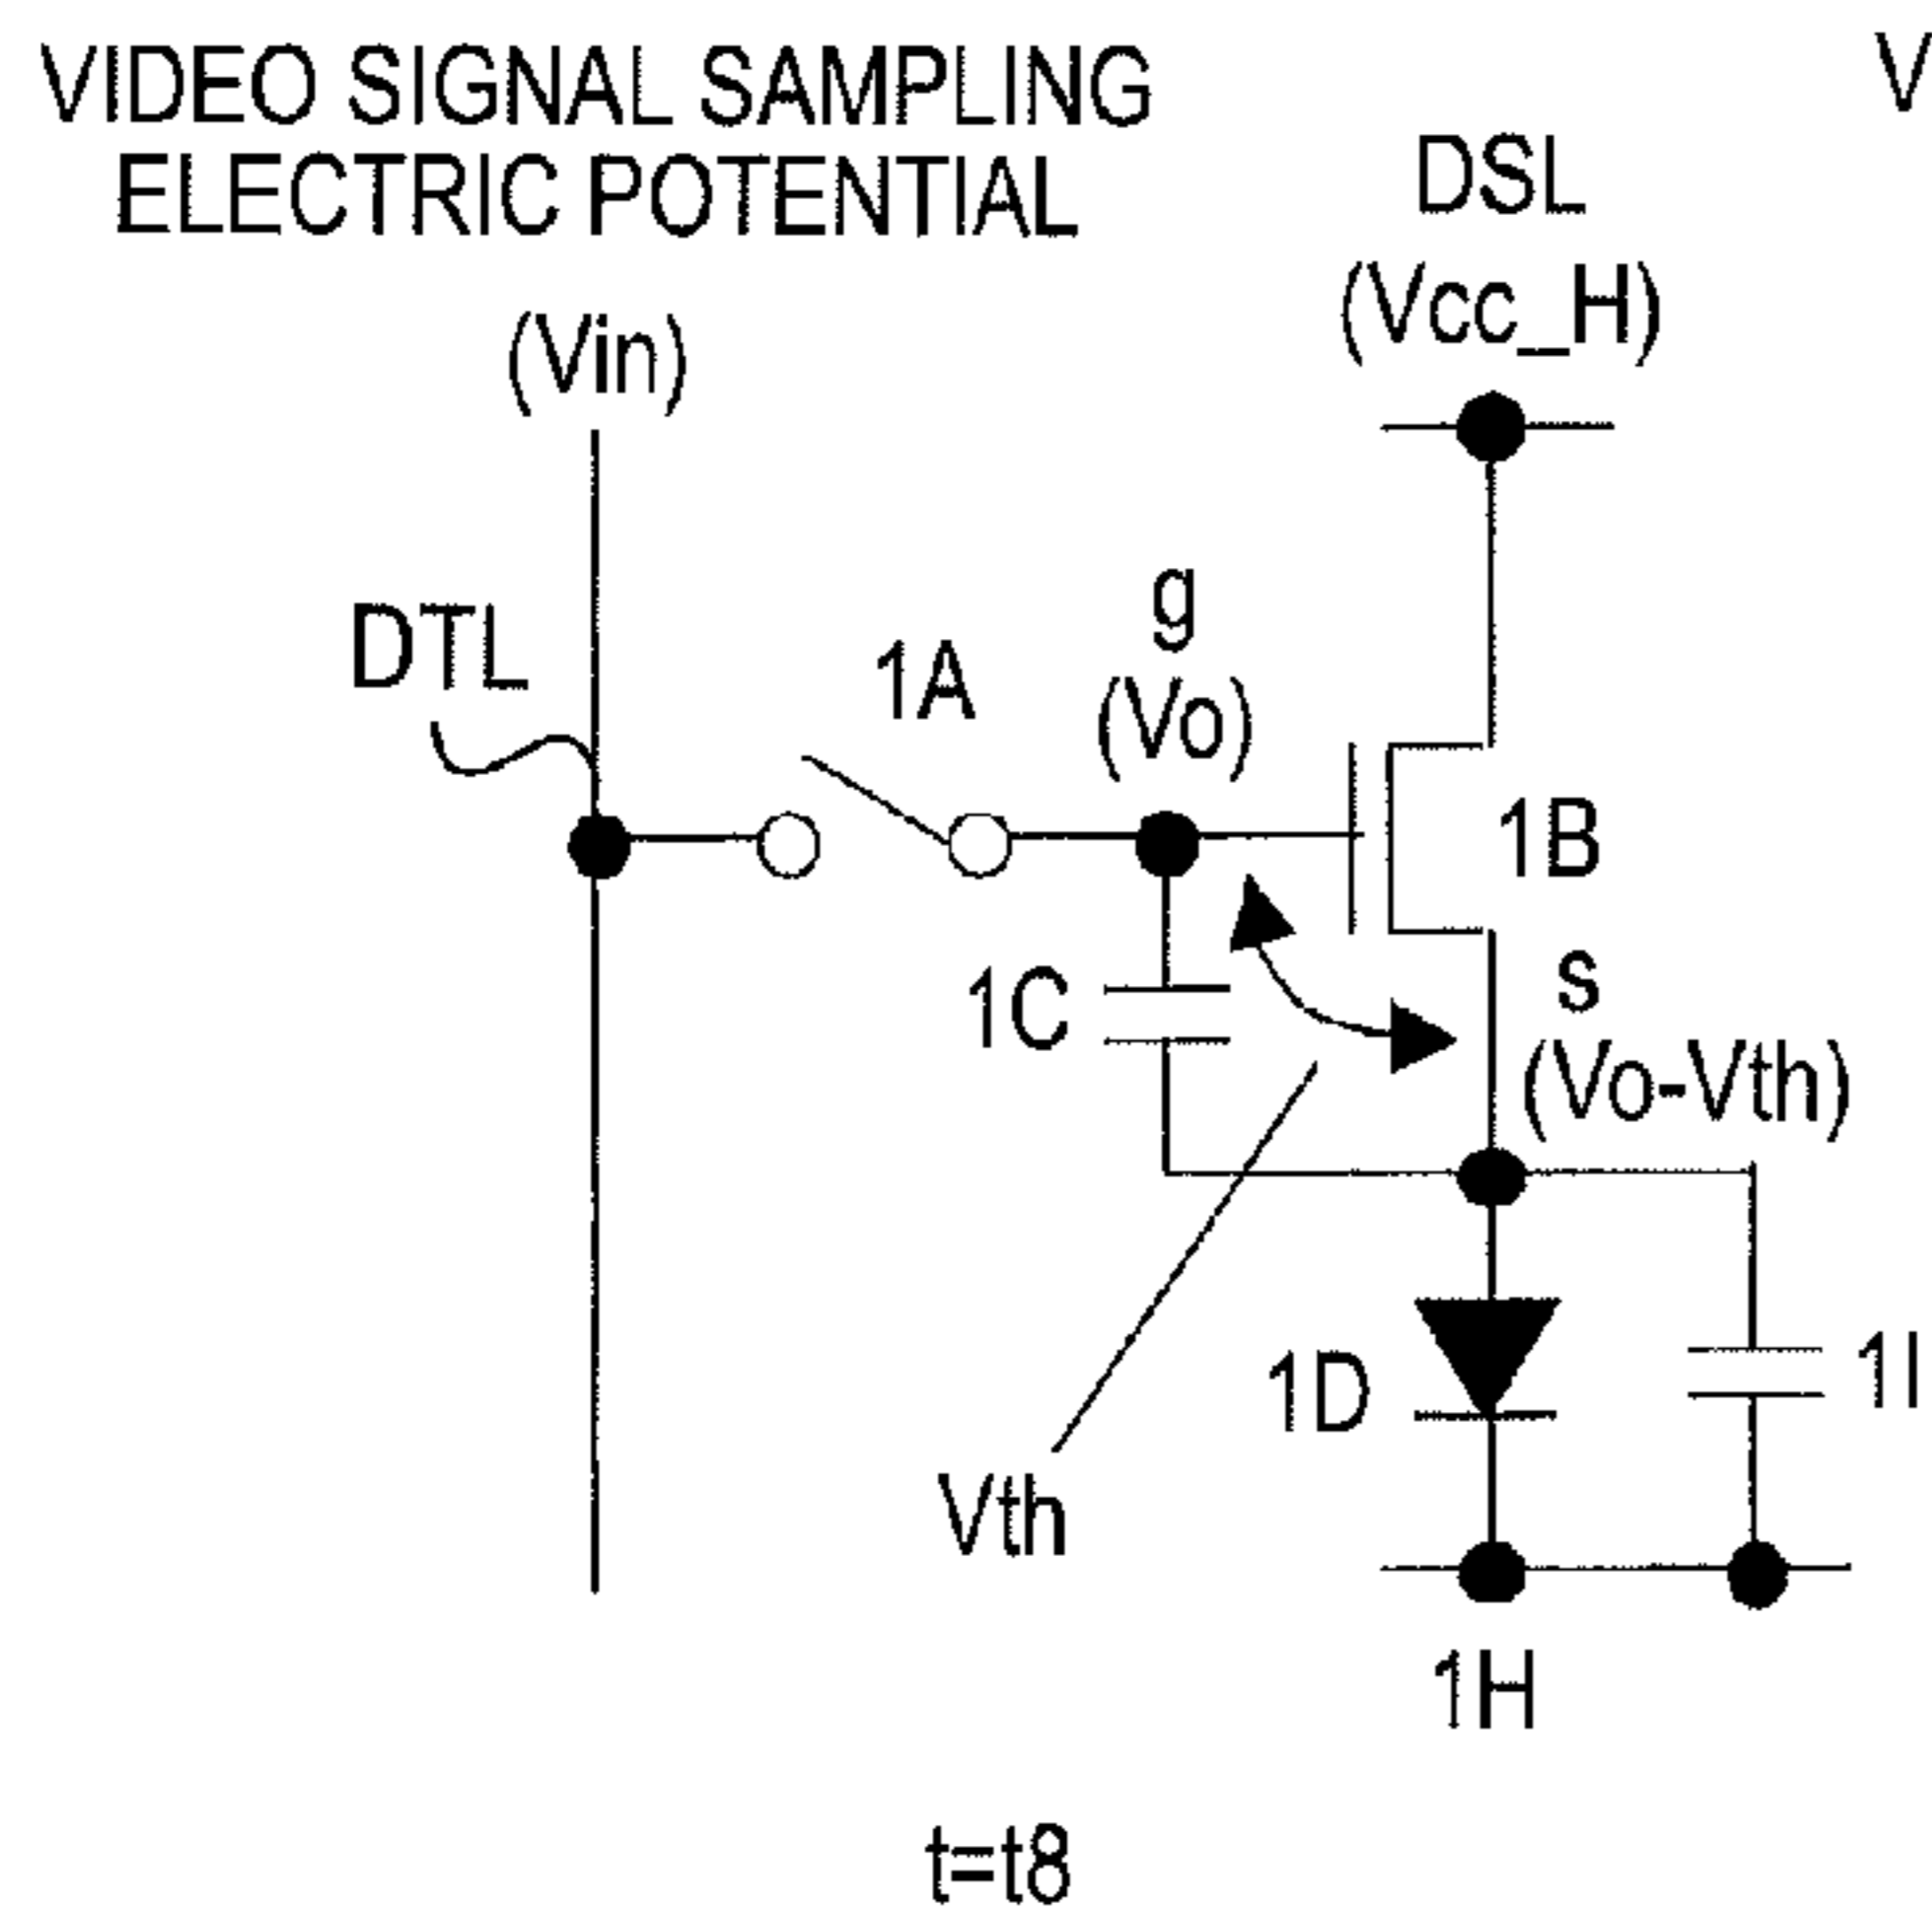 VIDEO SIGNAL SAMPLING
ELECTRIC POTENTIAL
(Vin)
V
DSL
(Vcc_H)
DTL
1A
g
(Vo)
1B
1C
s
(Vo-Vth)
1D
1I
Vth
1H
t=t8